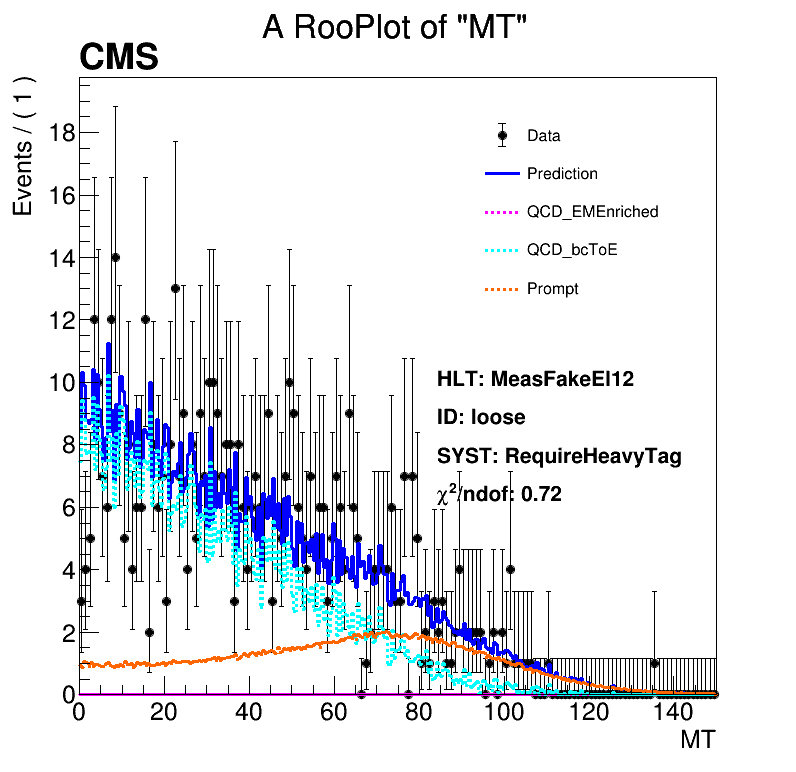 A RooPlot of "MT"
CMS
Events / ( 1 )
18
16
14
12
10
8
6
4
2
0
Data
Prediction
QCD_EMEnriched
QCD_bcToE
Prompt
HLT: MeasFakeEl12
ID: loose
SYST: RequireHeavyTag
χ²/ndof: 0.72
0 20 40 60 80 100 120 140
MT